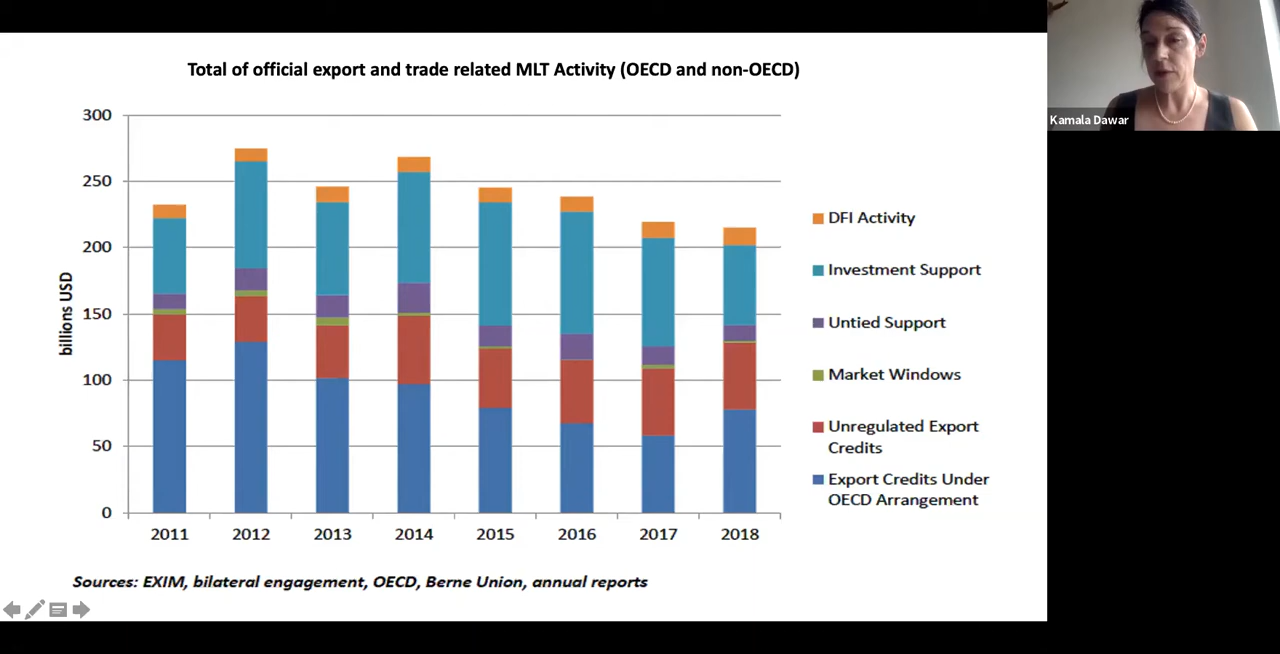 Total of official export and trade related MLT Activity (OECD and non-OECD)
Kamala Dawar
300
250
200
150
100
50
0
billions USD
2011 2012 2013 2014 2015 2016 2017 2018
DFI Activity
Investment Support
Untied Support
Market Windows
Unregulated Export
Credits
Export Credits Under
OECD Arrangement
Sources: EXIM, bilateral engagement, OECD, Berne Union, annual reports